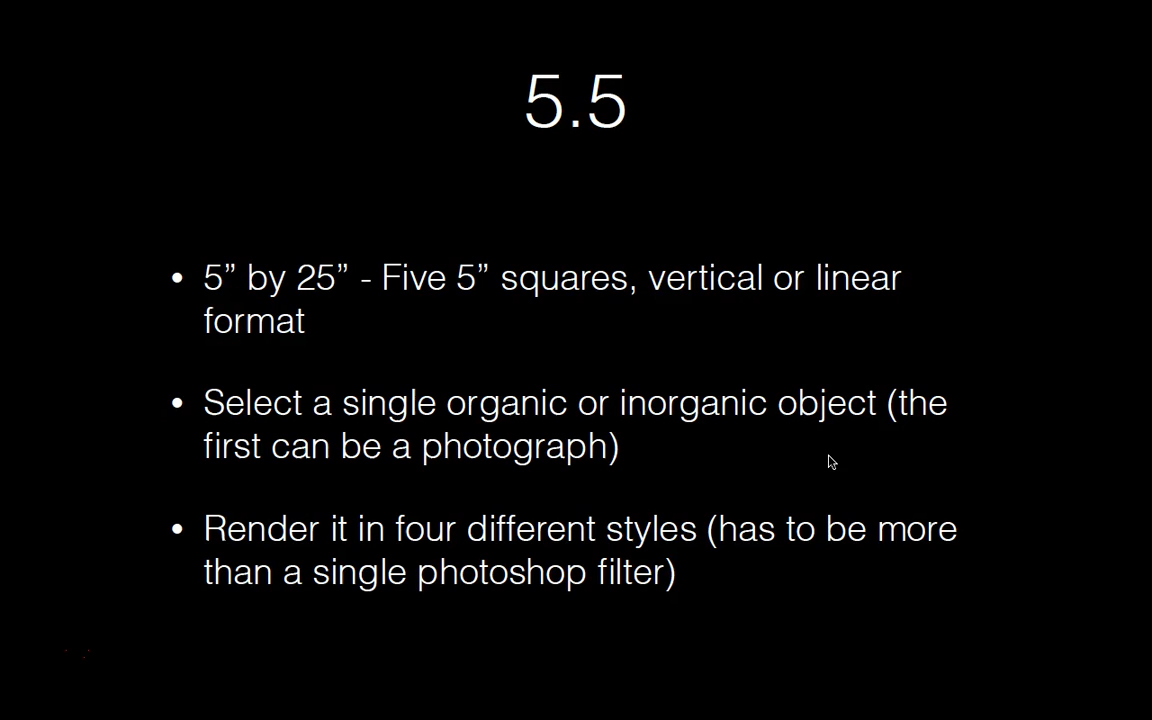 5.5
• 5” by 25” - Five 5” squares, vertical or linear
format
• Select a single organic or inorganic object (the
first can be a photograph)
• Render it in four different styles (has to be more
than a single photoshop filter)